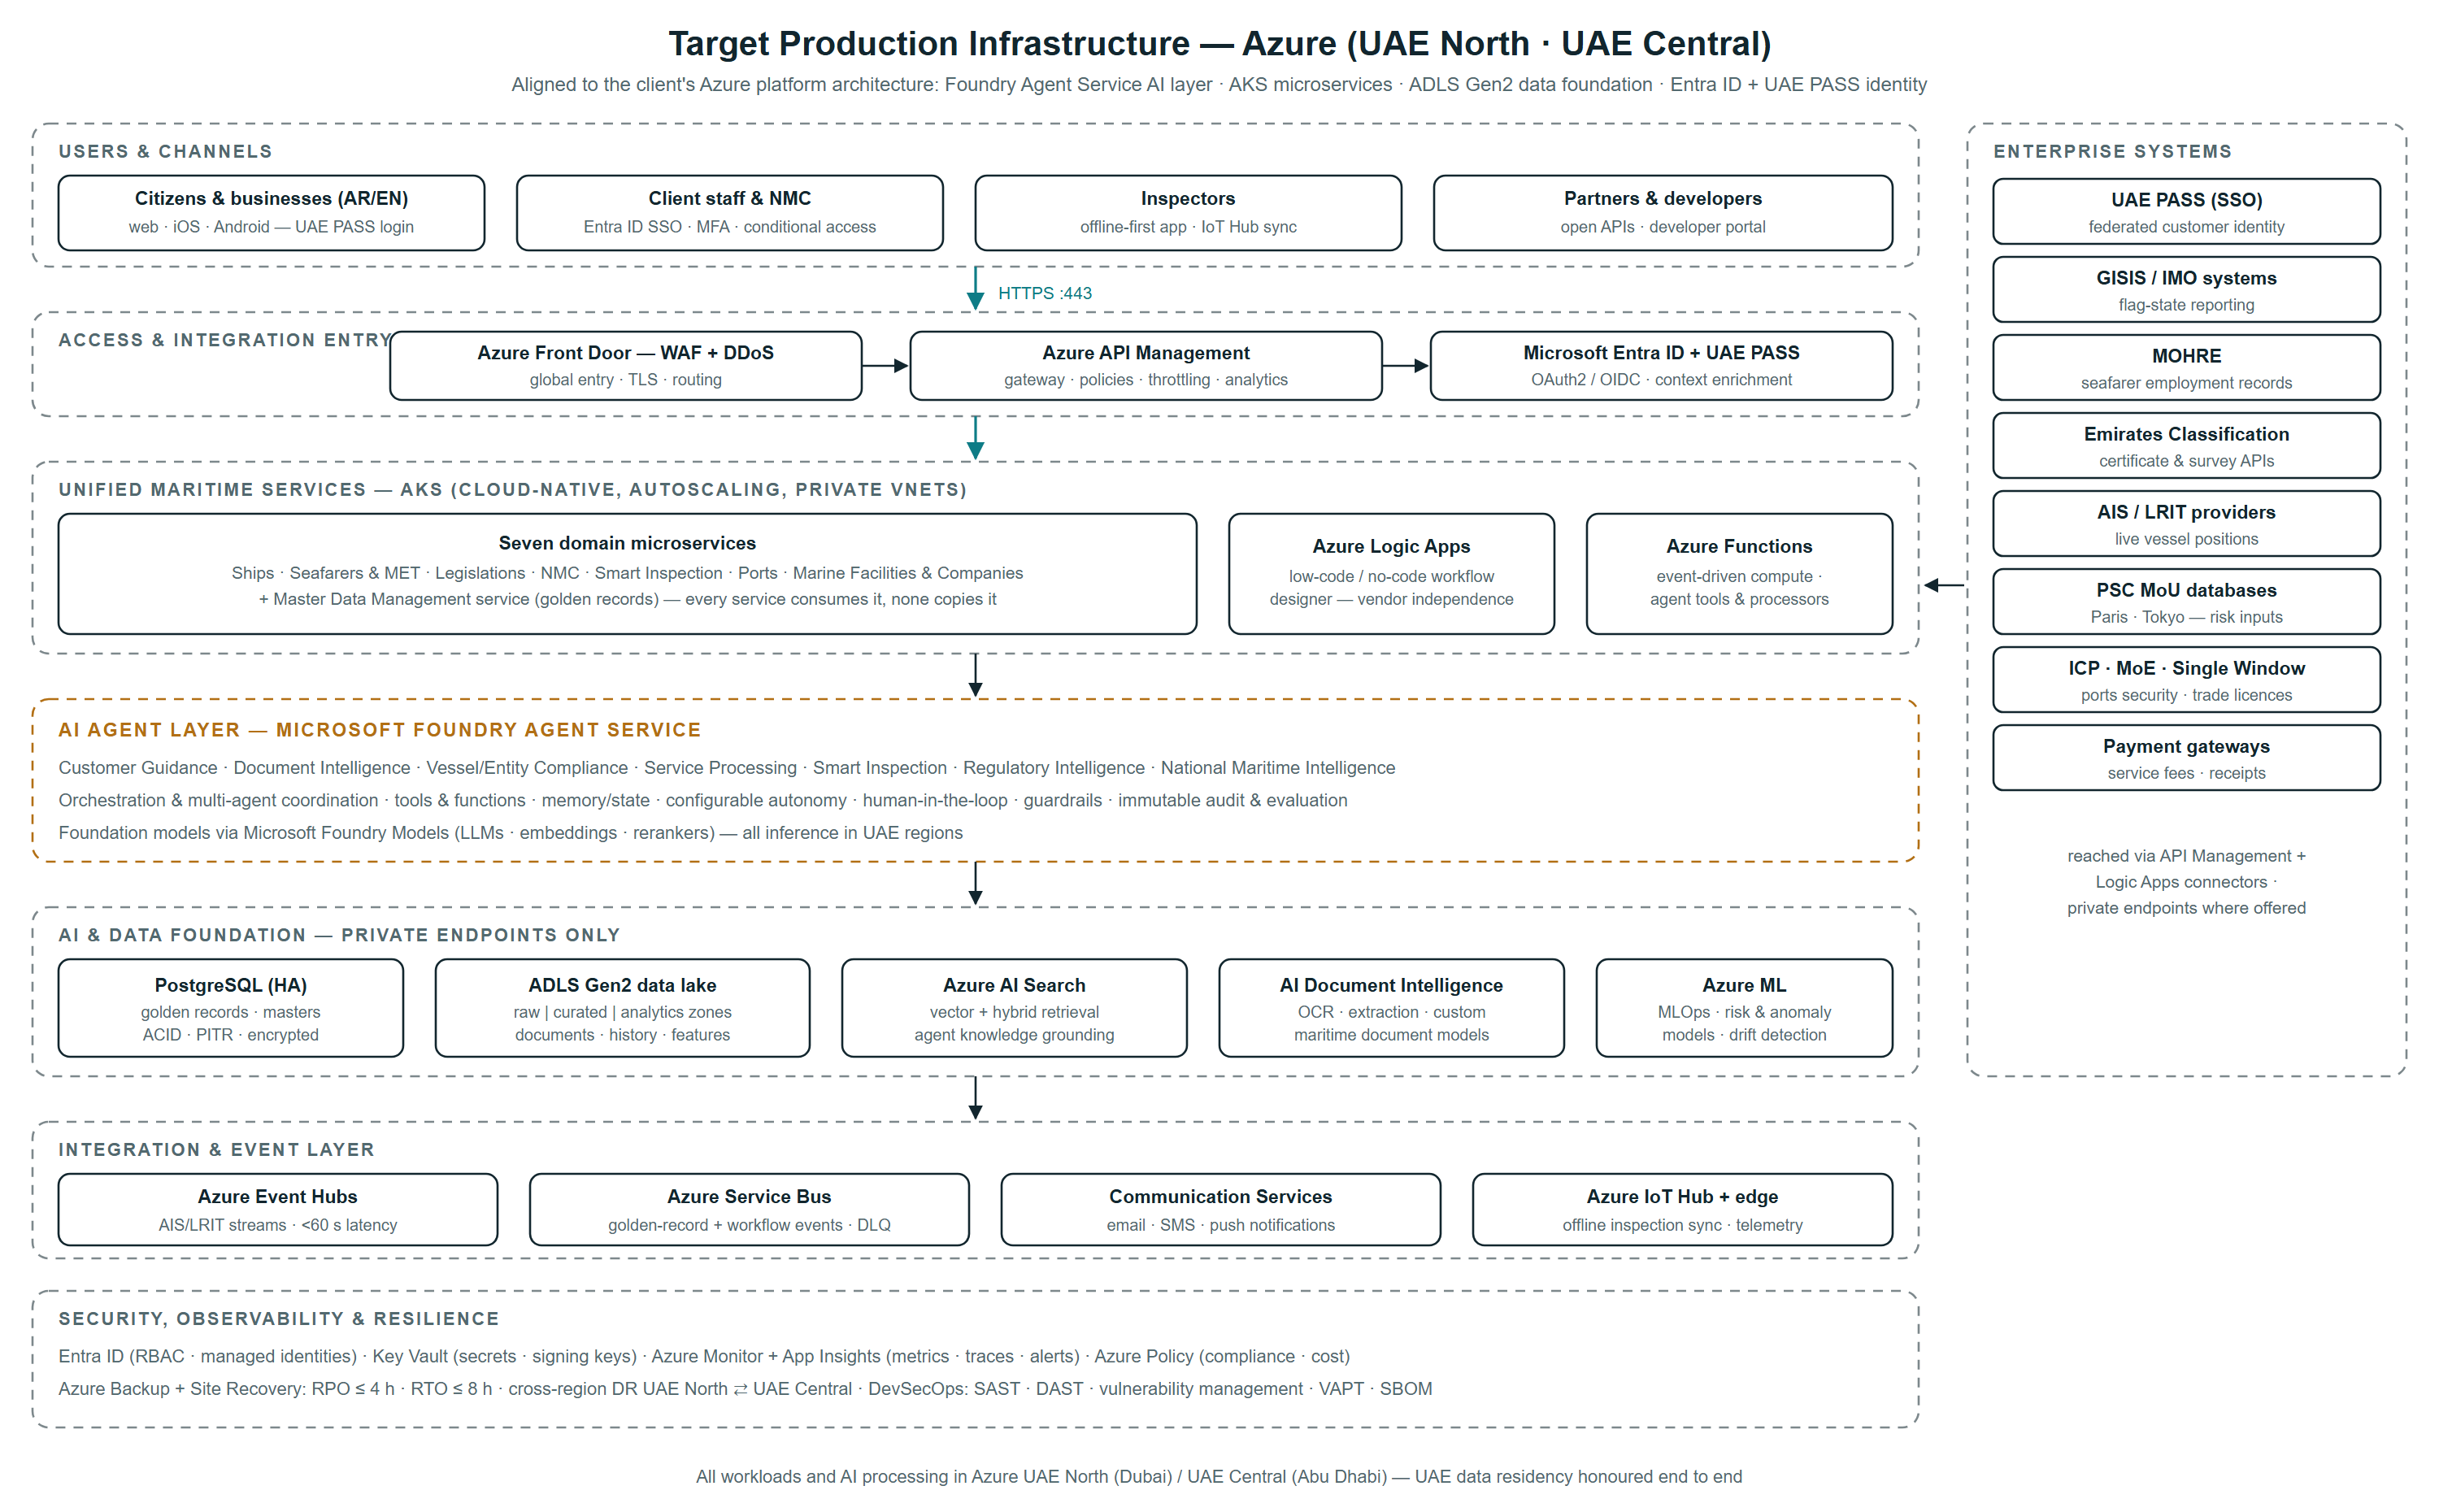 Target Production Infrastructure — Azure (UAE North · UAE Central)
Aligned to the client's Azure platform architecture: Foundry Agent Service AI layer · AKS microservices · ADLS Gen2 data foundation · Entra ID + UAE PASS identity
USERS & CHANNELS
Citizens & businesses (AR/EN)
web · iOS · Android — UAE PASS login
Client staff & NMC
Entra ID SSO · MFA · conditional access
Inspectors
offline-first app · IoT Hub sync
Partners & developers
open APIs · developer portal
HTTPS :443
ACCESS & INTEGRATION ENTRY
Azure Front Door — WAF + DDoS
global entry · TLS · routing
Azure API Management
gateway · policies · throttling · analytics
Microsoft Entra ID + UAE PASS
OAuth2 / OIDC · context enrichment
UNIFIED MARITIME SERVICES — AKS (CLOUD-NATIVE, AUTOSCALING, PRIVATE VNETS)
Seven domain microservices
Ships · Seafarers & MET · Legislations · NMC · Smart Inspection · Ports · Marine Facilities & Companies
+ Master Data Management service (golden records) — every service consumes it, none copies it
Azure Logic Apps
low-code / no-code workflow
designer — vendor independence
Azure Functions
event-driven compute ·
agent tools & processors
AI AGENT LAYER — MICROSOFT FOUNDRY AGENT SERVICE
Customer Guidance · Document Intelligence · Vessel/Entity Compliance · Service Processing · Smart Inspection · Regulatory Intelligence · National Maritime Intelligence
Orchestration & multi-agent coordination · tools & functions · memory/state · configurable autonomy · human-in-the-loop · guardrails · immutable audit & evaluation
Foundation models via Microsoft Foundry Models (LLMs · embeddings · rerankers) — all inference in UAE regions
AI & DATA FOUNDATION — PRIVATE ENDPOINTS ONLY
PostgreSQL (HA)
golden records · masters
ACID · PITR · encrypted
ADLS Gen2 data lake
raw | curated | analytics zones
documents · history · features
Azure AI Search
vector + hybrid retrieval
agent knowledge grounding
AI Document Intelligence
OCR · extraction · custom
maritime document models
Azure ML
MLOps · risk & anomaly
models · drift detection
INTEGRATION & EVENT LAYER
Azure Event Hubs
AIS/LRIT streams · <60 s latency
Azure Service Bus
golden-record + workflow events · DLQ
Communication Services
email · SMS · push notifications
Azure IoT Hub + edge
offline inspection sync · telemetry
SECURITY, OBSERVABILITY & RESILIENCE
Entra ID (RBAC · managed identities) · Key Vault (secrets · signing keys) · Azure Monitor + App Insights (metrics · traces · alerts) · Azure Policy (compliance · cost)
Azure Backup + Site Recovery: RPO ≤ 4 h · RTO ≤ 8 h · cross-region DR UAE North ⇄ UAE Central · DevSecOps: SAST · DAST · vulnerability management · VAPT · SBOM
ENTERPRISE SYSTEMS
UAE PASS (SSO)
federated customer identity
GISIS / IMO systems
flag-state reporting
MOHRE
seafarer employment records
Emirates Classification
certificate & survey APIs
AIS / LRIT providers
live vessel positions
PSC MoU databases
Paris · Tokyo — risk inputs
ICP · MoE · Single Window
ports security · trade licences
Payment gateways
service fees · receipts
reached via API Management +
Logic Apps connectors ·
private endpoints where offered
All workloads and AI processing in Azure UAE North (Dubai) / UAE Central (Abu Dhabi) — UAE data residency honoured end to end